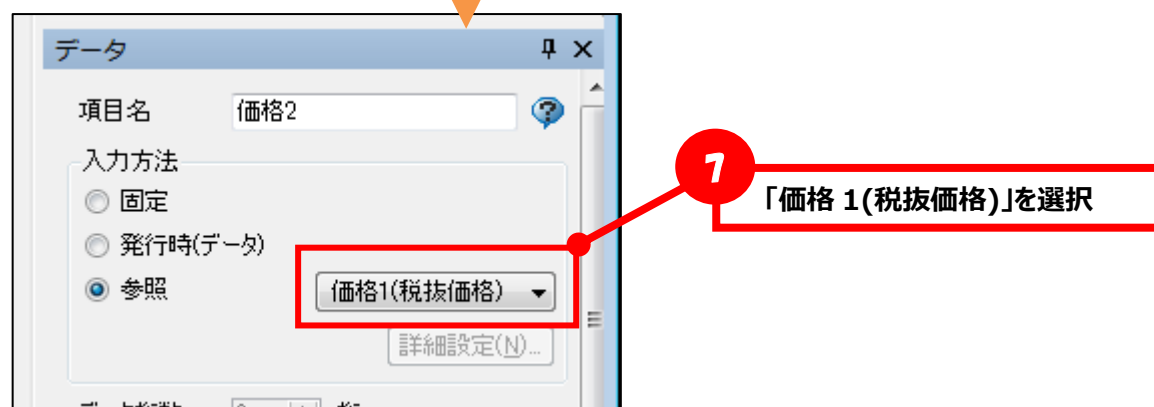 データ
項目名 価格2
入力方法
固定
発行時(データ)
参照 価格1(税抜価格)
詳細設定(N)...
7
「価格 1(税抜価格)」を選択